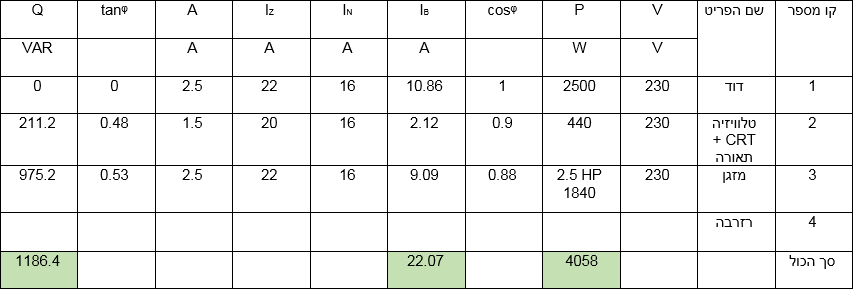 קו מספר שם הפריט V P cosφ IB IN IZ A tanφ Q
V W A A A A VAR
1 דוד 230 2500 1 10.86 16 22 2.5 0 0
2 טלוויזיה CRT + תאורה 230 440 0.9 2.12 16 20 1.5 0.48 211.2
3 מזגן 230 2.5 HP 1840 0.88 9.09 16 22 2.5 0.53 975.2
4 רזרבה
סך הכול 4058 22.07 1186.4